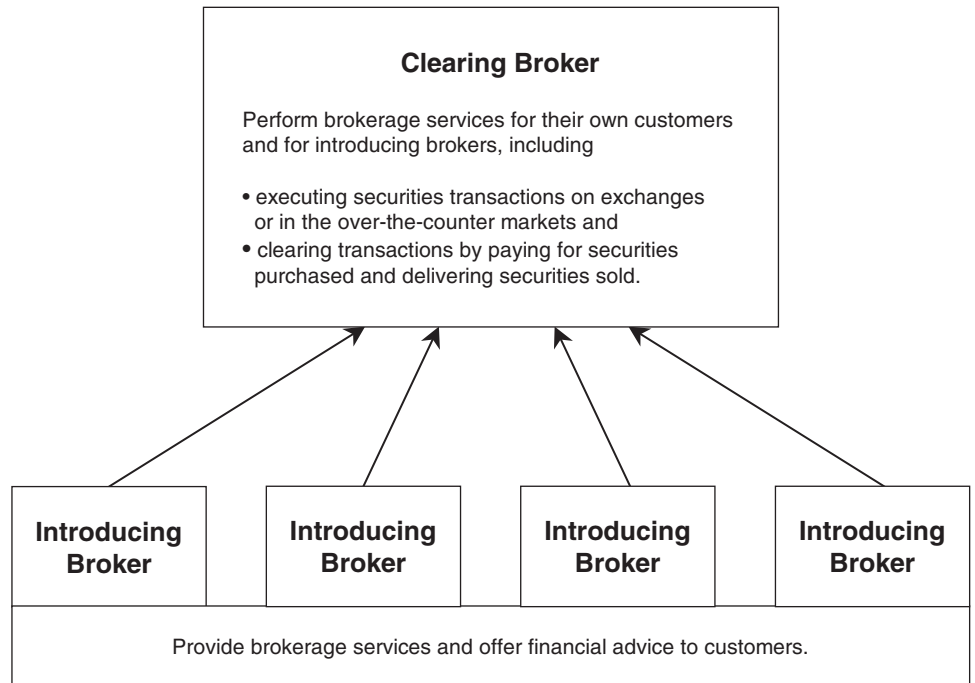 Clearing Broker
Perform brokerage services for their own customers
and for introducing brokers, including
• executing securities transactions on exchanges
or in the over-the-counter markets and
• clearing transactions by paying for securities
purchased and delivering securities sold.
Introducing
Broker
Introducing
Broker
Introducing
Broker
Introducing
Broker
Provide brokerage services and offer financial advice to customers.